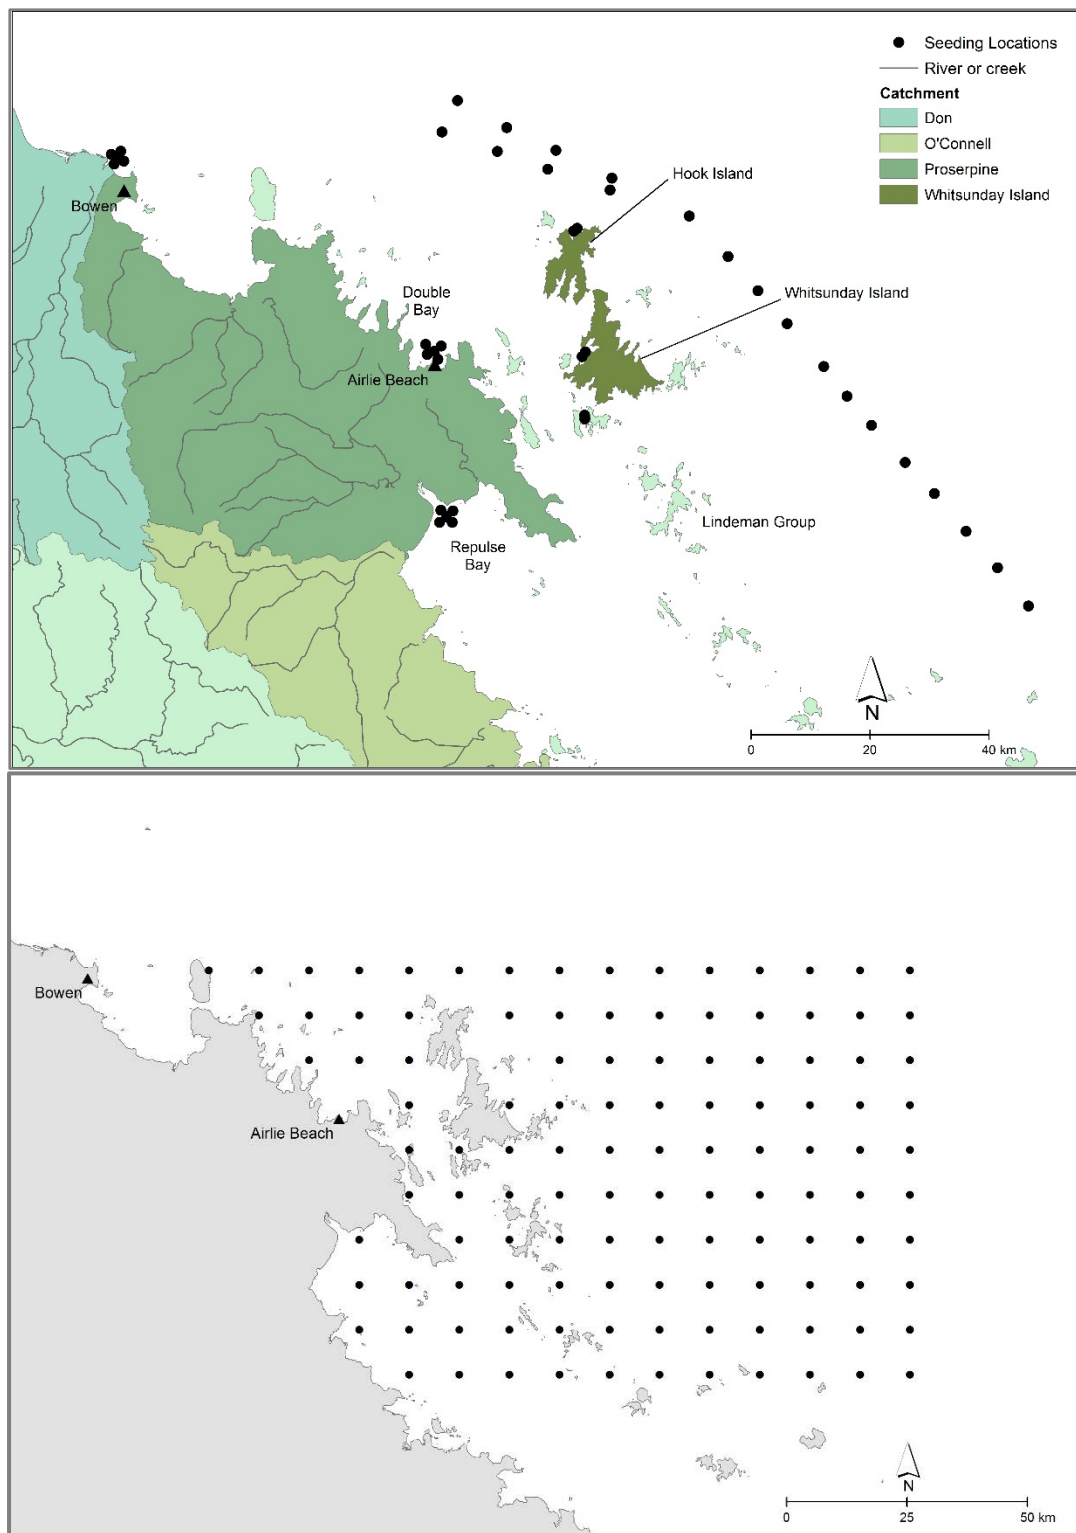 Seeding Locations
River or creek
Catchment
Don
O'Connell
Proserpine
Whitsunday Island
Hook Island
Bowen
Double
Bay
Whitsunday Island
Airlie Beach
Lindeman Group
Repulse
Bay
N
0 20 40 km
Bowen
Airlie Beach
N
0 25 50 km